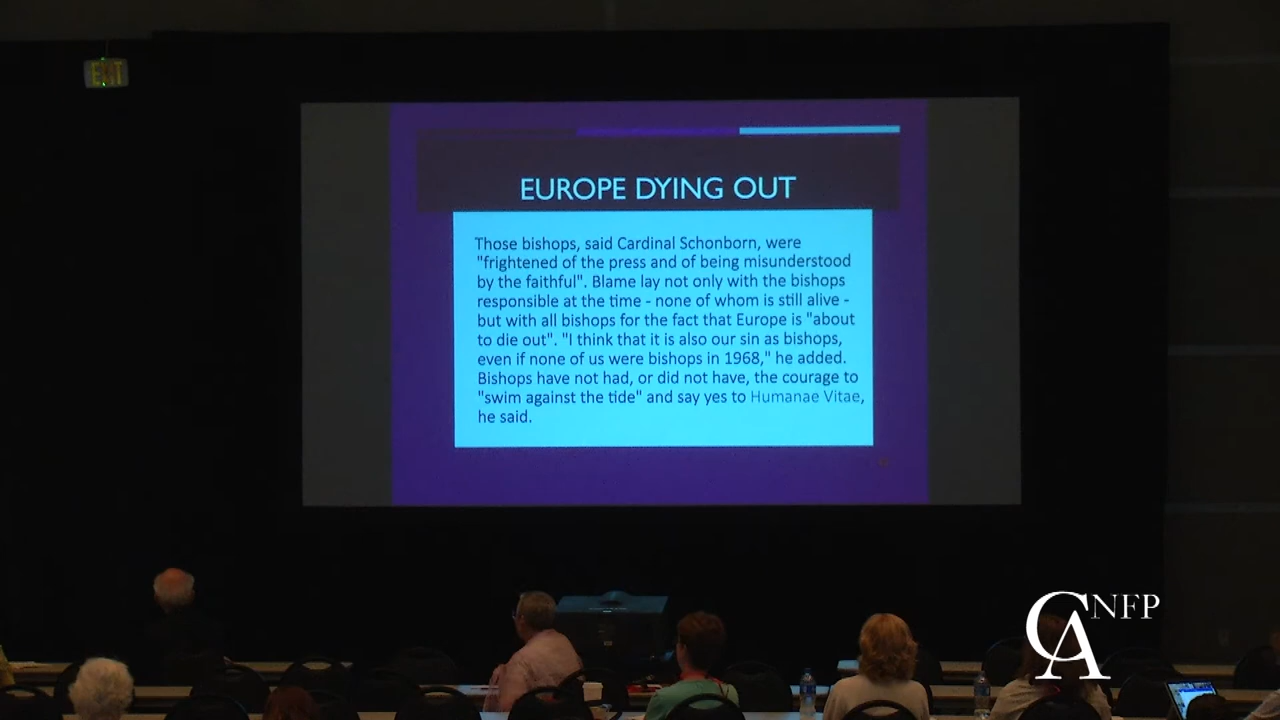 EXIT
EUROPE DYING OUT
Those bishops, said Cardinal Schonborn, were
"frightened of the press and of being misunderstood
by the faithful". Blame lay not only with the bishops
responsible at the time - none of whom is still alive -
but with all bishops for the fact that Europe is "about
to die out". "I think that it is also our sin as bishops,
even if none of us were bishops in 1968," he added.
Bishops have not had, or did not have, the courage to
"swim against the tide" and say yes to Humanae Vitae,
he said.
CANFP